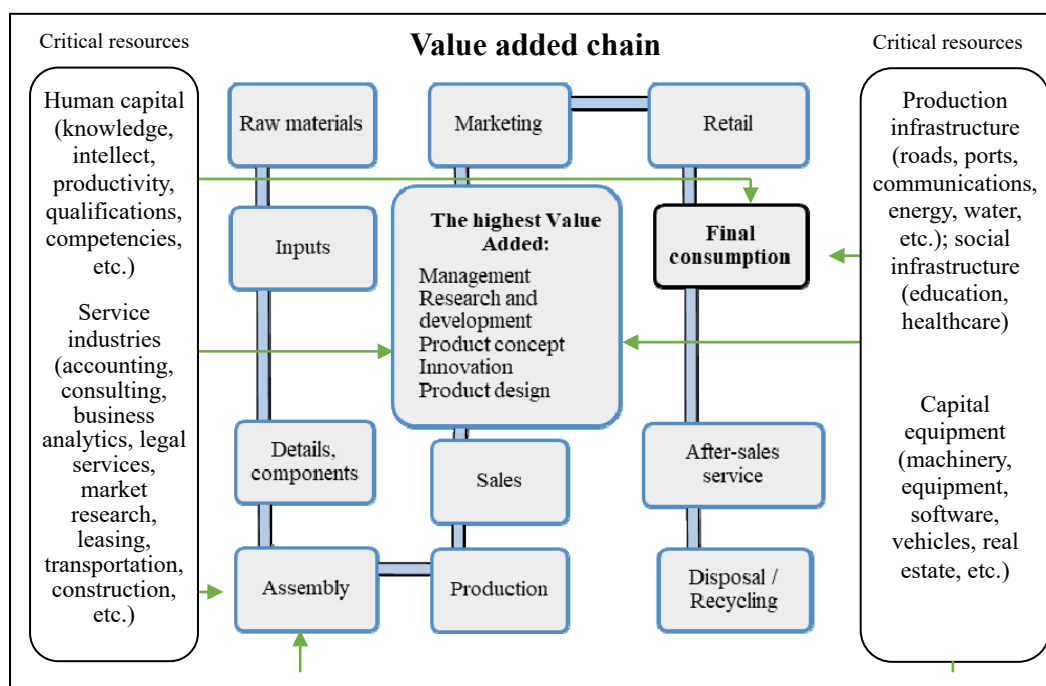 Value added chain
Critical resources
Human capital
(knowledge,
intellect,
productivity,
qualifications,
competencies,
etc.)
Service
industries
(accounting,
consulting,
business
analytics, legal
services,
market
research,
leasing,
transportation,
construction,
etc.)
Raw materials
Inputs
Details,
components
Assembly
Marketing
The highest Value
Added:
Management
Research and
development
Product concept
Innovation
Product design
Sales
Production
Retail
Final
consumption
After-sales
service
Disposal /
Recycling
Critical resources
Production
infrastructure
(roads, ports,
communications,
energy, water,
etc.); social
infrastructure
(education,
healthcare)
Capital
equipment
(machinery,
equipment,
software,
vehicles, real
estate, etc.)